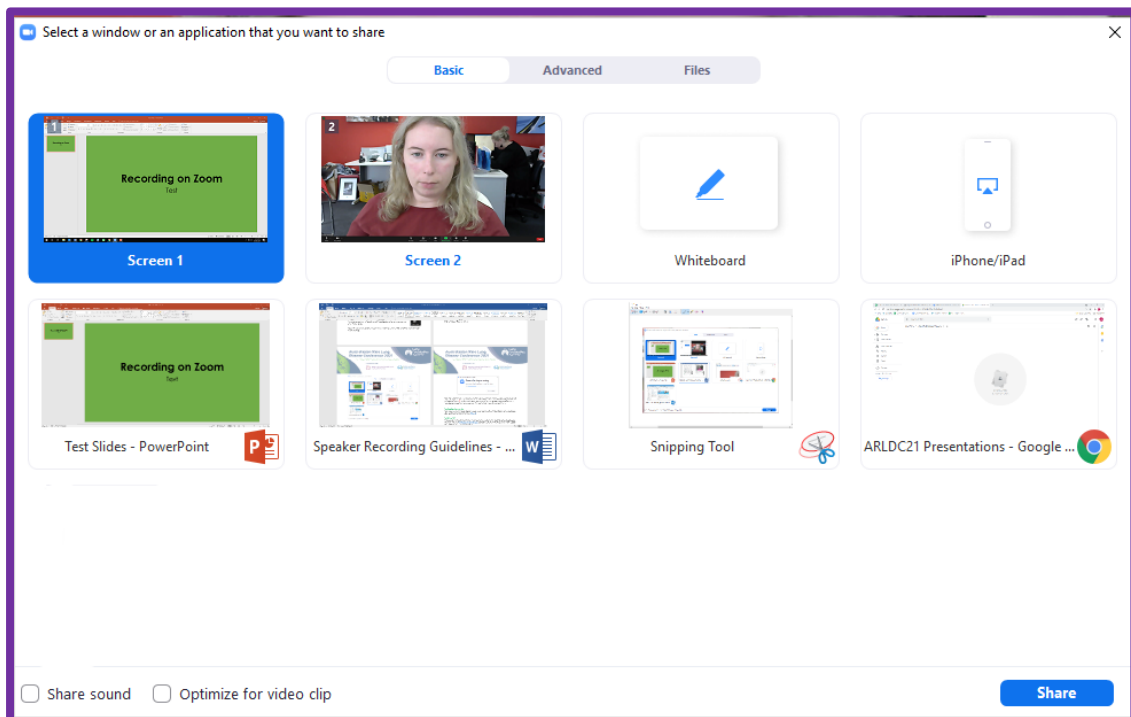 Select a window or an application that you want to share
Basic Advanced Files
1
Recording on Zoom
Test
2
Screen 1
Screen 2
Whiteboard
iPhone/iPad
Recording on Zoom
Test Slides - PowerPoint
Speaker Recording Guidelines - ...
Snipping Tool
ARLDC21 Presentations - Google ...
Share sound
Optimize for video clip
Share